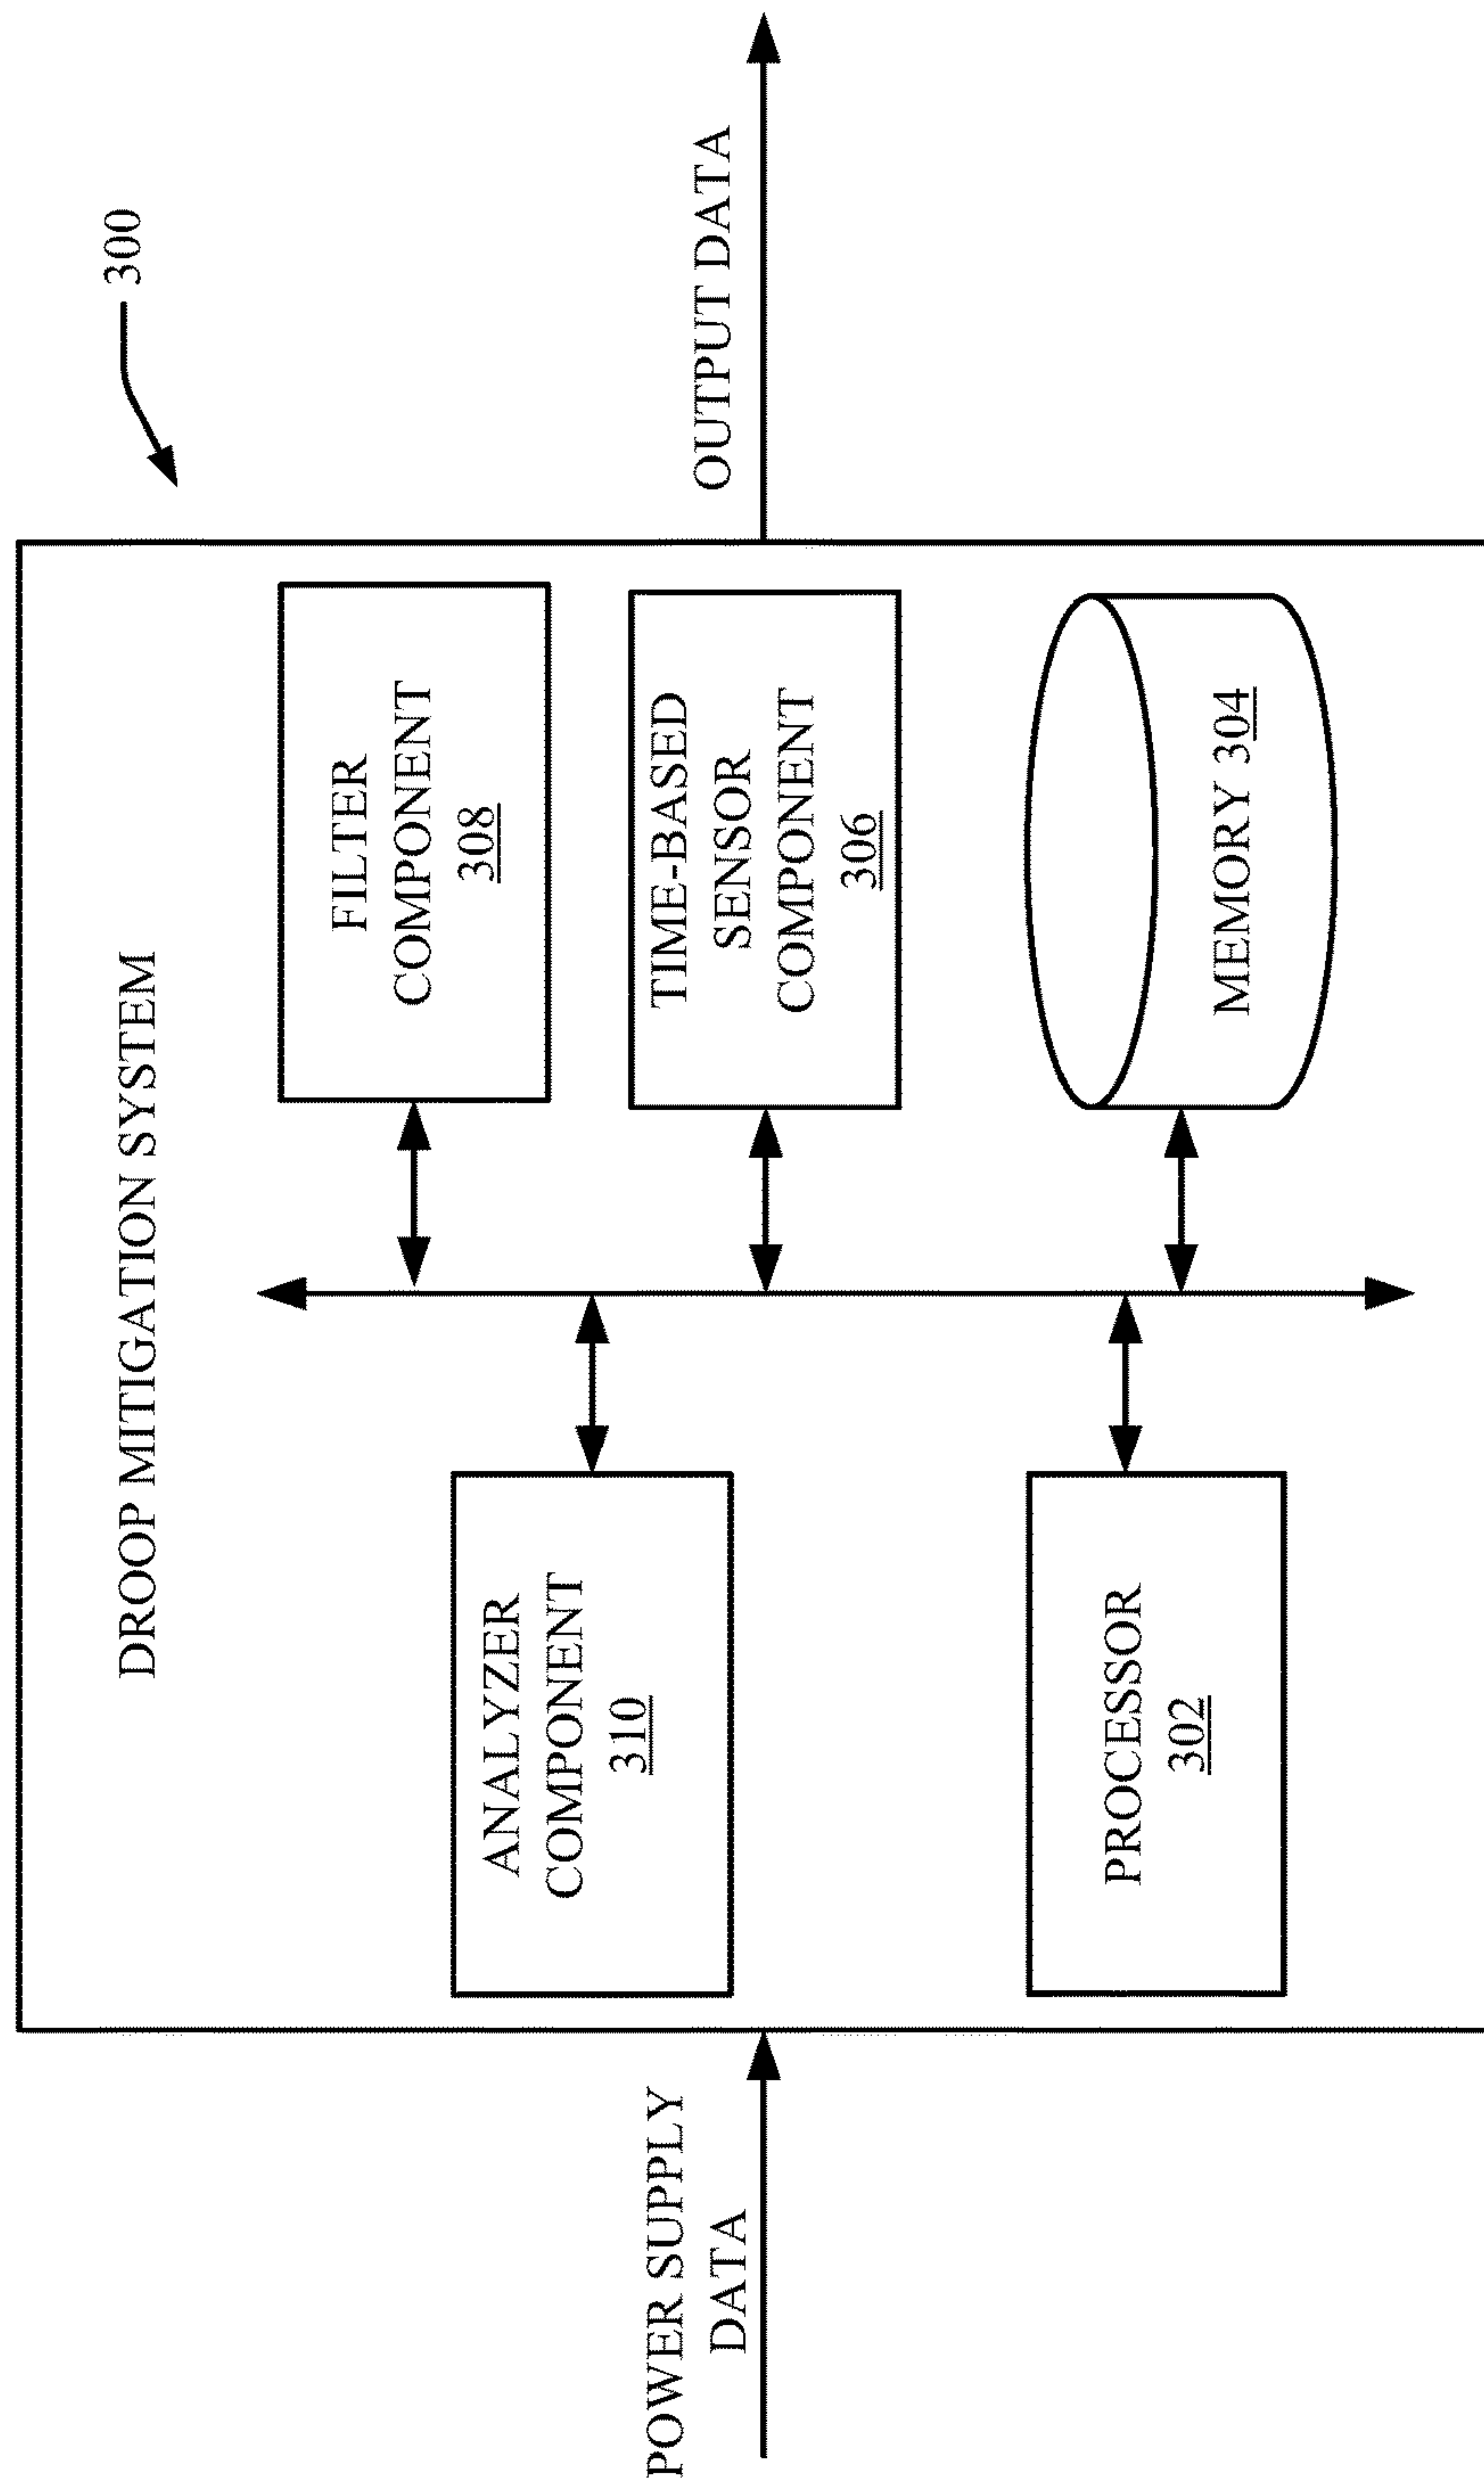 300
DROOP MITIGATION SYSTEM
ANALYZER
COMPONENT
310
FILTER
COMPONENT
308
POWER SUPPLY
DATA
TIME-BASED
SENSOR
COMPONENT
306
OUTPUT DATA
PROCESSOR
302
MEMORY 304